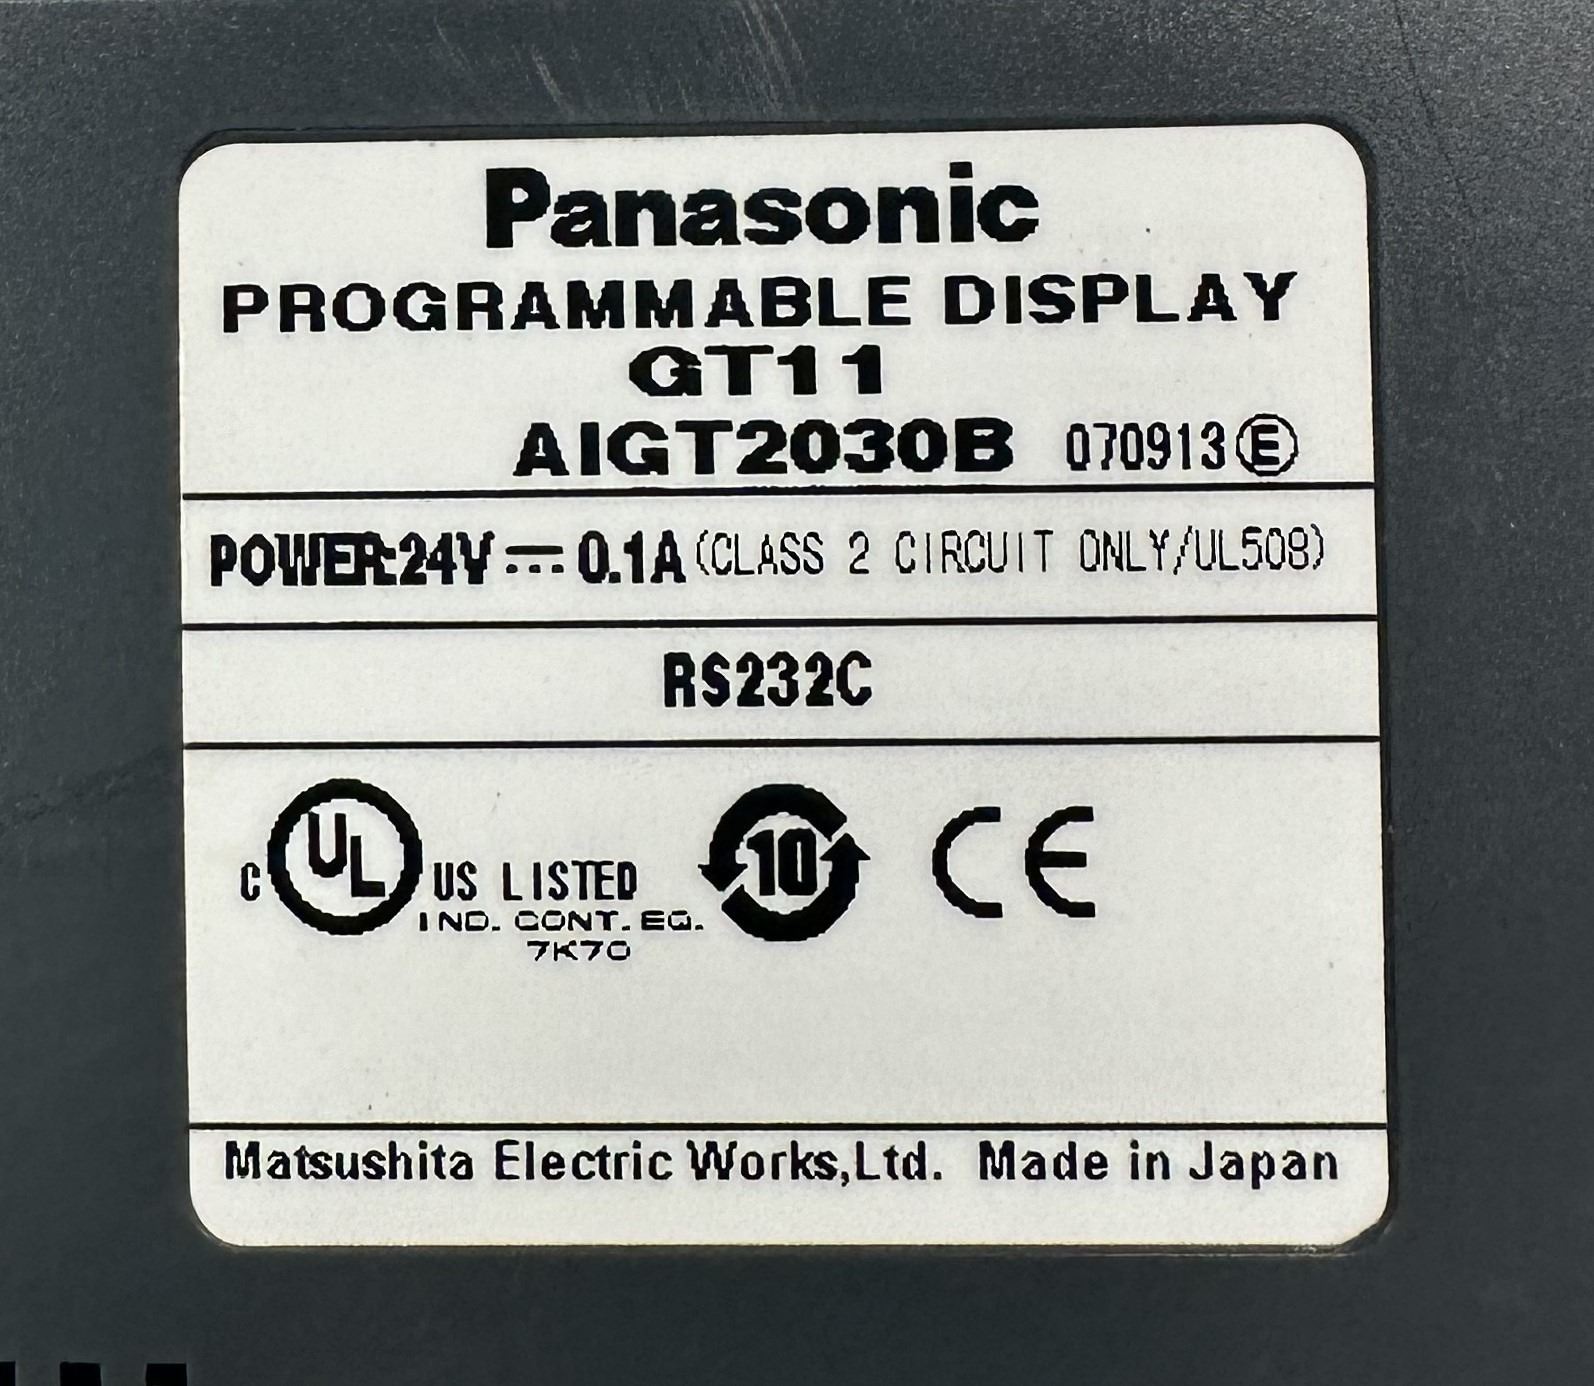 Panasonic
PROGRAMMABLE DISPLAY
GT11
AIGT2030B 070913 Ⓔ
POWER:24V⎓0.1A(CLASS 2 CIRCUIT ONLY/UL508)
RS232C
C UL US LISTED
IND. CONT. EQ.
7K70
10
CE
Matsushita Electric Works,Ltd. Made in Japan